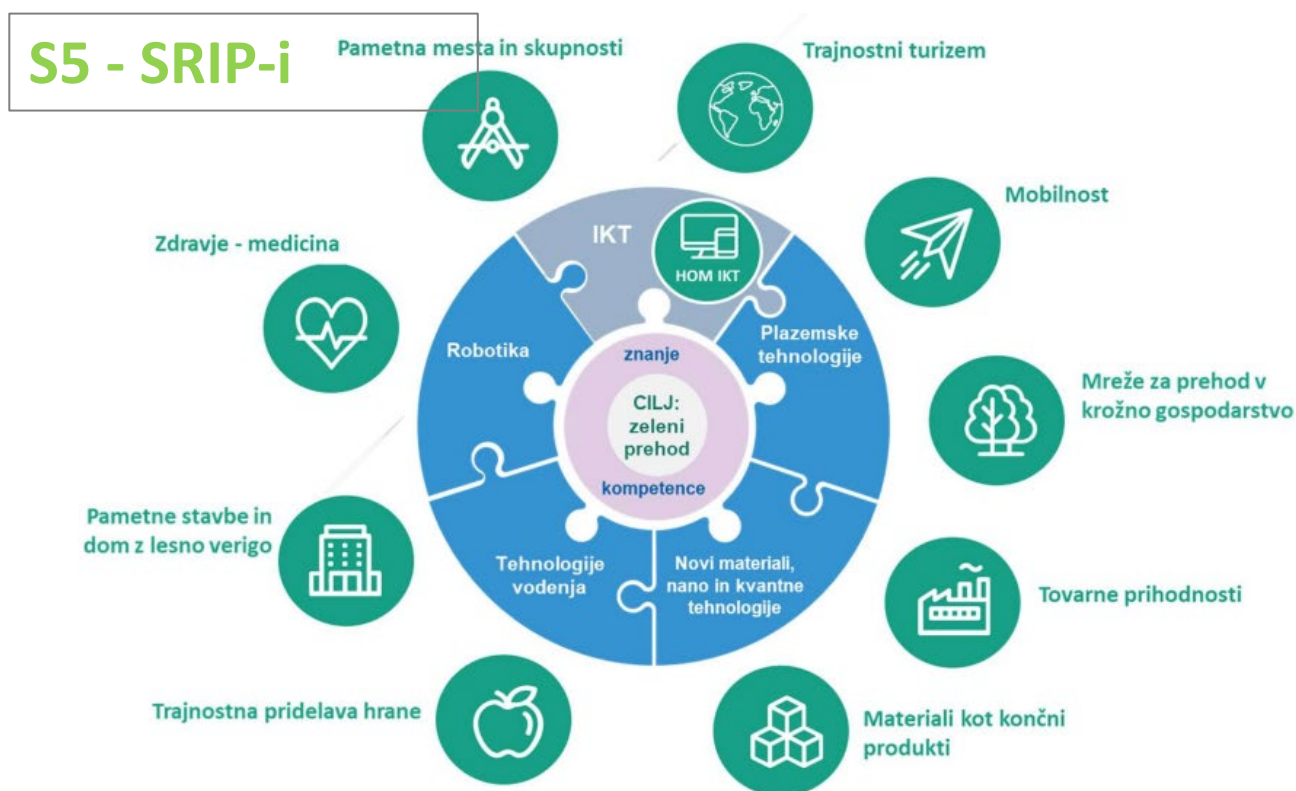 S5 - SRIP-i
Pametna mesta in skupnosti
Trajnostni turizem
Mobilnost
Zdravje - medicina
IKT
HOM IKT
Robotika
Plazemske
tehnologije
znanje
CILJ:
zeleni
prehod
kompetence
Mreže za prehod v
krožno gospodarstvo
Pametne stavbe in
dom z lesno verigo
Tehnologije
vodenja
Novi materiali,
nano in kvantne
tehnologije
Tovarne prihodnosti
Trajnostna pridelava hrane
Materiali kot končni
produkti